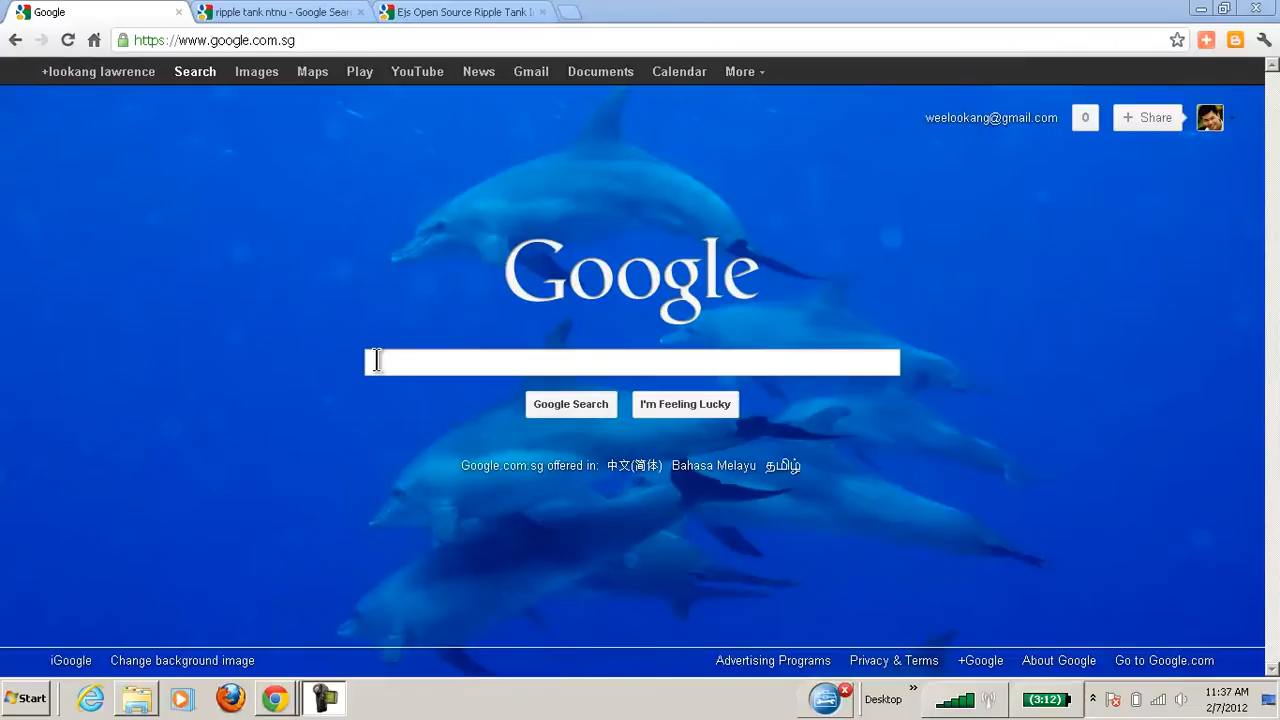 Google
ripple tank ntnu - Google Sear
Ejs Open Source Ripple Tank I
https://www.google.com.sg
+lookang lawrence Search Images Maps Play YouTube News Gmail Documents Calendar More
weelookang@gmail.com 0 + Share
Google
Google Search I'm Feeling Lucky
Google.com.sg offered in: 中文(简体) Bahasa Melayu தமிழ்
iGoogle Change background image Advertising Programs Privacy & Terms +Google About Google Go to Google.com
Start Desktop » (3:12) 11:37 AM
2/7/2012